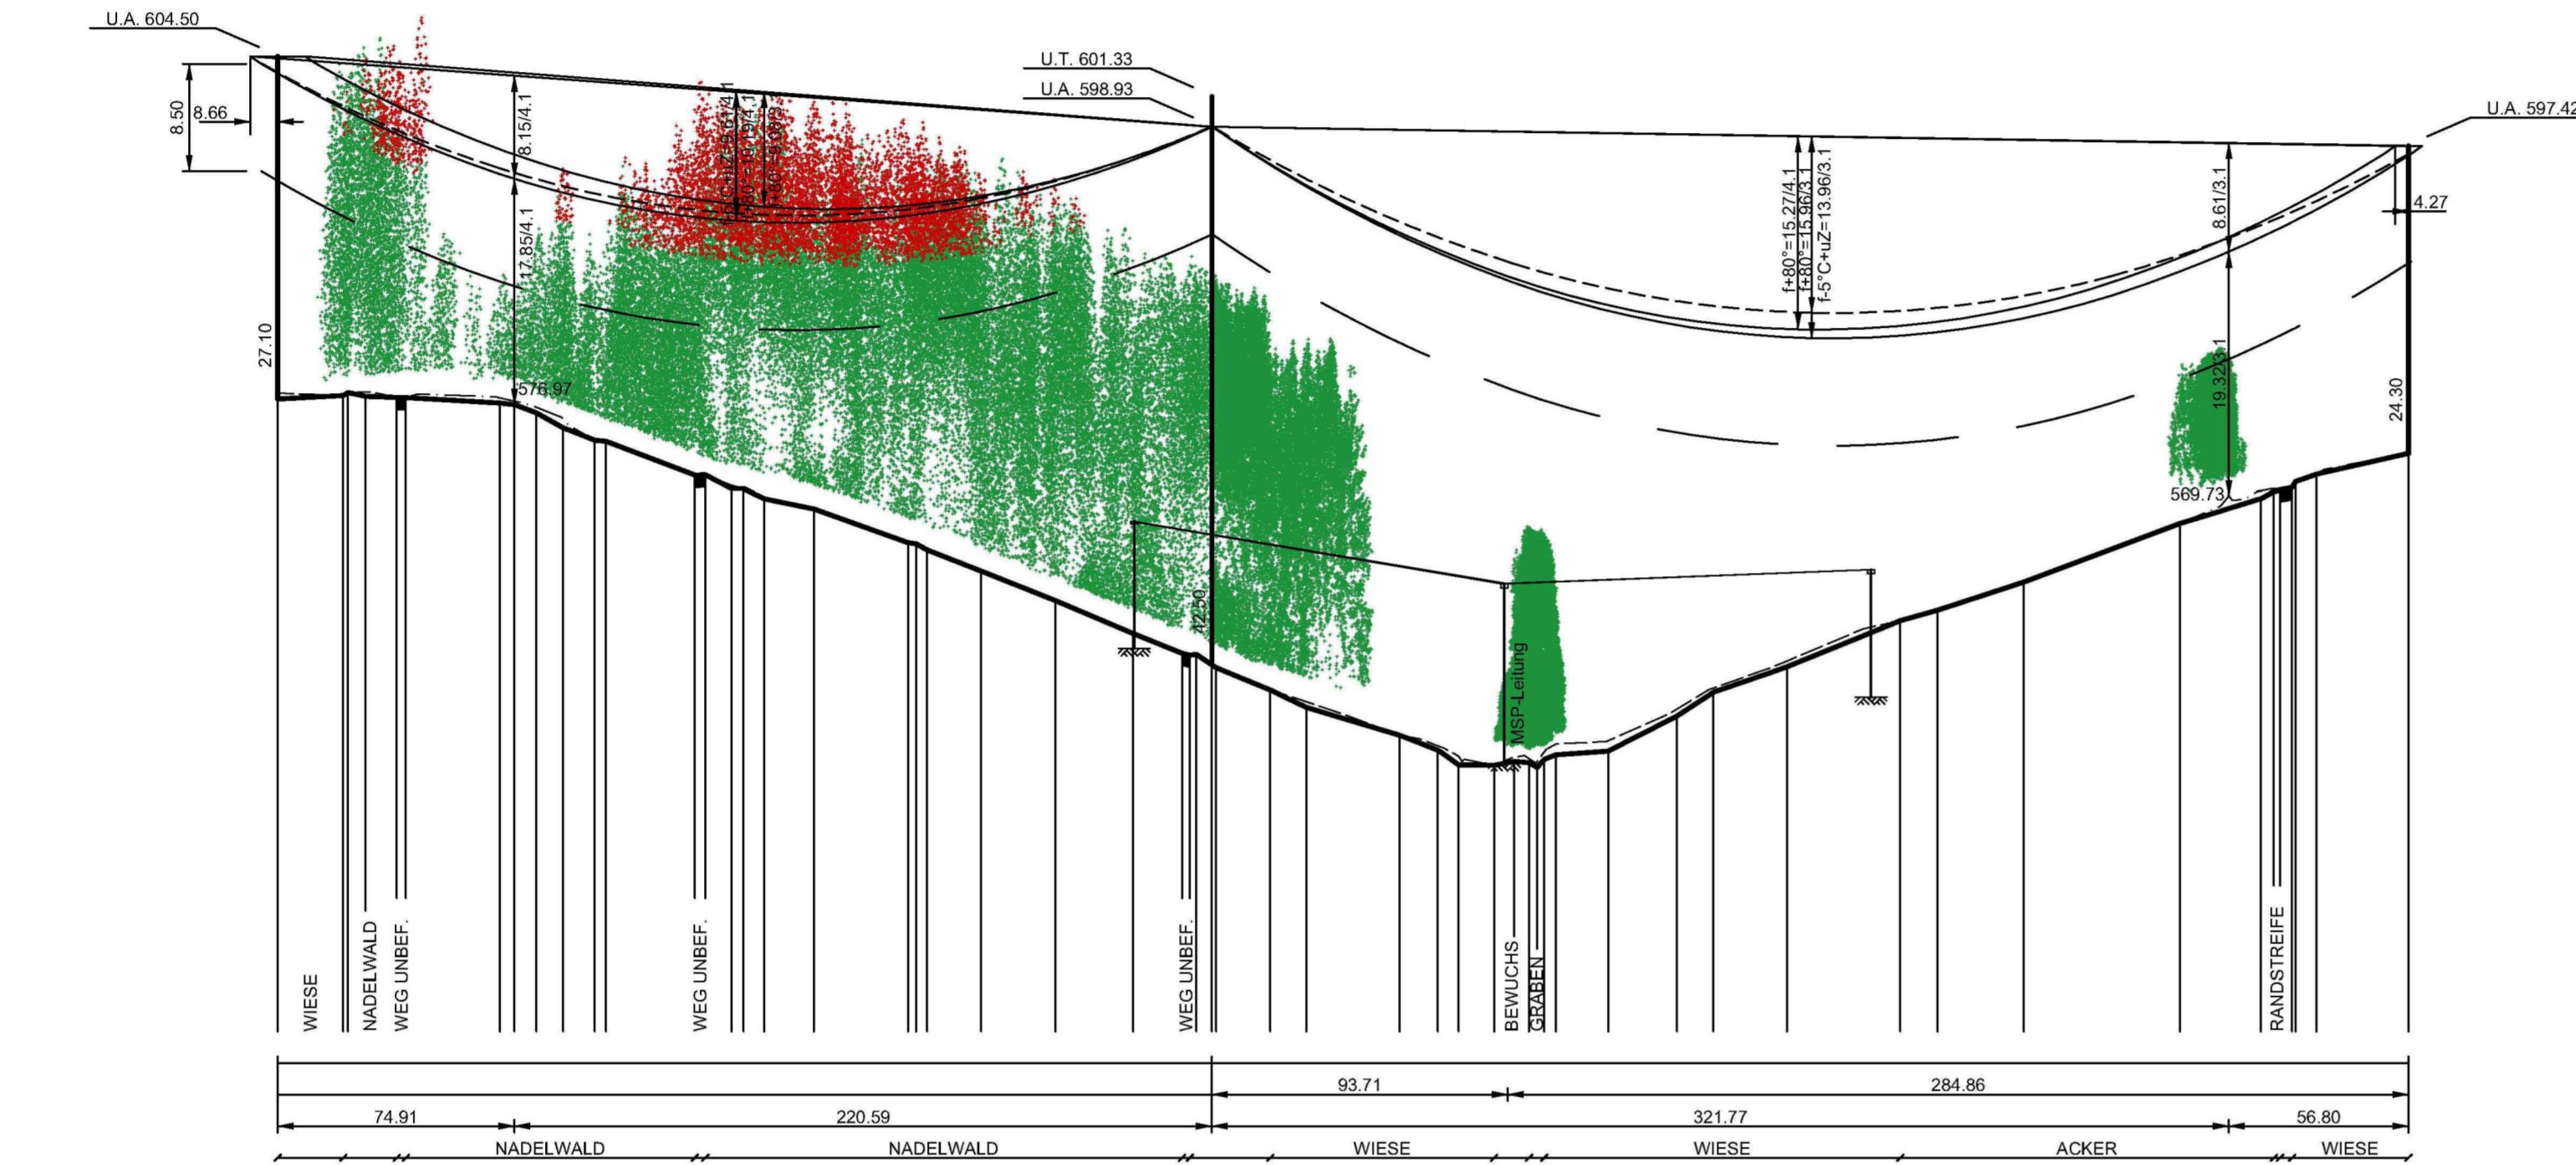 U.A. 604.50
U.T. 601.33
U.A. 598.93
U.A. 597.42
8.50
8.66
8.15/4.1
17.85/4.1
f+80°=15.27/4.1
f+80°=15.96/3.1
f-5°C+uZ=13.96/3.1
8.61/3.1
4.27
27.10
576.97
19.32/3.1
24.30
569.73
42.50
MSP-Leitung
WIESE
NADELWALD
WEG UNBEF.
WEG UNBEF.
WEG UNBEF.
BEWUCHS
GRABEN
RANDSTREIFE
93.71
284.86
74.91
220.59
321.77
56.80
NADELWALD
NADELWALD
WIESE
WIESE
ACKER
WIESE